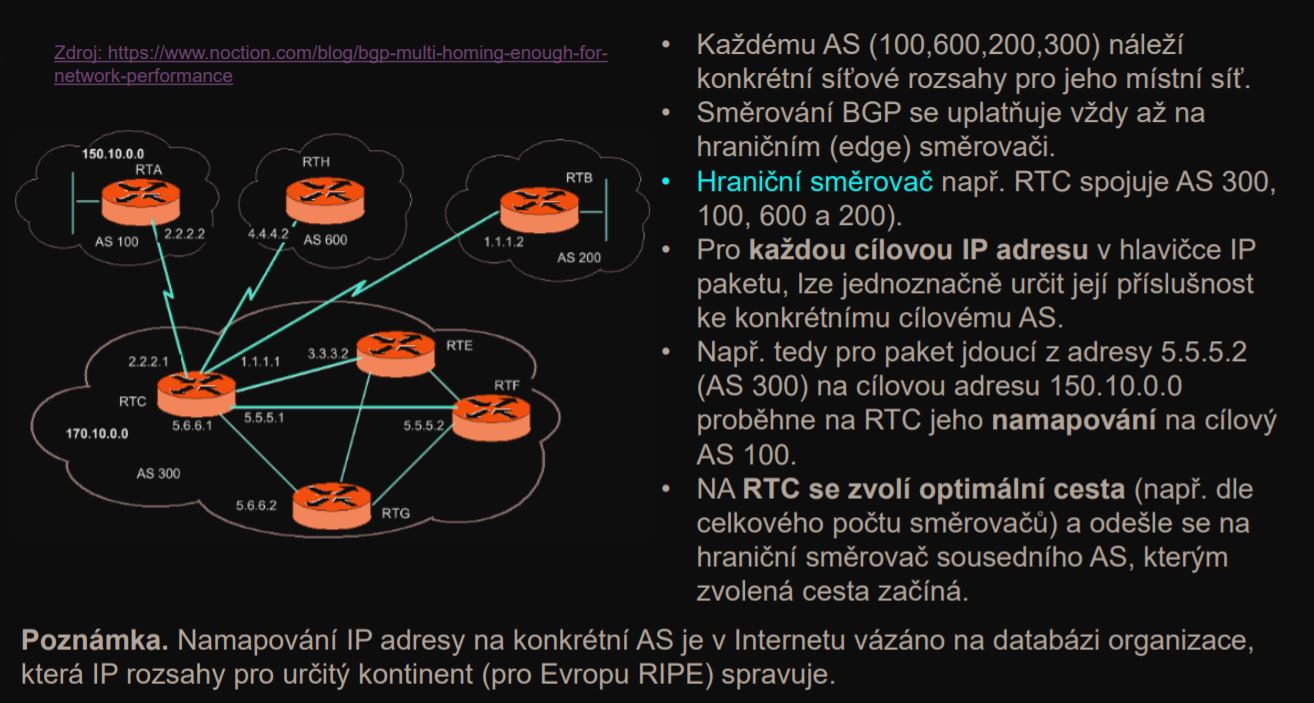 Zdroj: https://www.noction.com/blog/bgp-multi-homing-enough-for-
network-performance
150.10.0.0
RTA
2.2.2.2
AS 100
RTH
4.4.4.2
AS 600
RTB
1.1.1.2
AS 200
2.2.2.1
1.1.1.1
3.3.3.2
RTE
RTC
RTF
5.6.6.1
5.5.5.1
5.5.5.2
170.10.0.0
AS 300
5.6.6.2
RTG
• Každému AS (100,600,200,300) náleží
konkrétní síťové rozsahy pro jeho místní síť.
• Směrování BGP se uplatňuje vždy až na
hraničním (edge) směrovači.
• Hraniční směrovač např. RTC spojuje AS 300,
100, 600 a 200).
• Pro každou cílovou IP adresu v hlavičce IP
paketu, lze jednoznačně určit její příslušnost
ke konkrétnímu cílovému AS.
• Např. tedy pro paket jdoucí z adresy 5.5.5.2
(AS 300) na cílovou adresu 150.10.0.0
proběhne na RTC jeho namapování na cílový
AS 100.
• NA RTC se zvolí optimální cesta (např. dle
celkového počtu směrovačů) a odešle se na
hraniční směrovač sousedního AS, kterým
zvolená cesta začíná.
Poznámka. Namapování IP adresy na konkrétní AS je v Internetu vázáno na databázi organizace,
která IP rozsahy pro určitý kontinent (pro Evropu RIPE) spravuje.